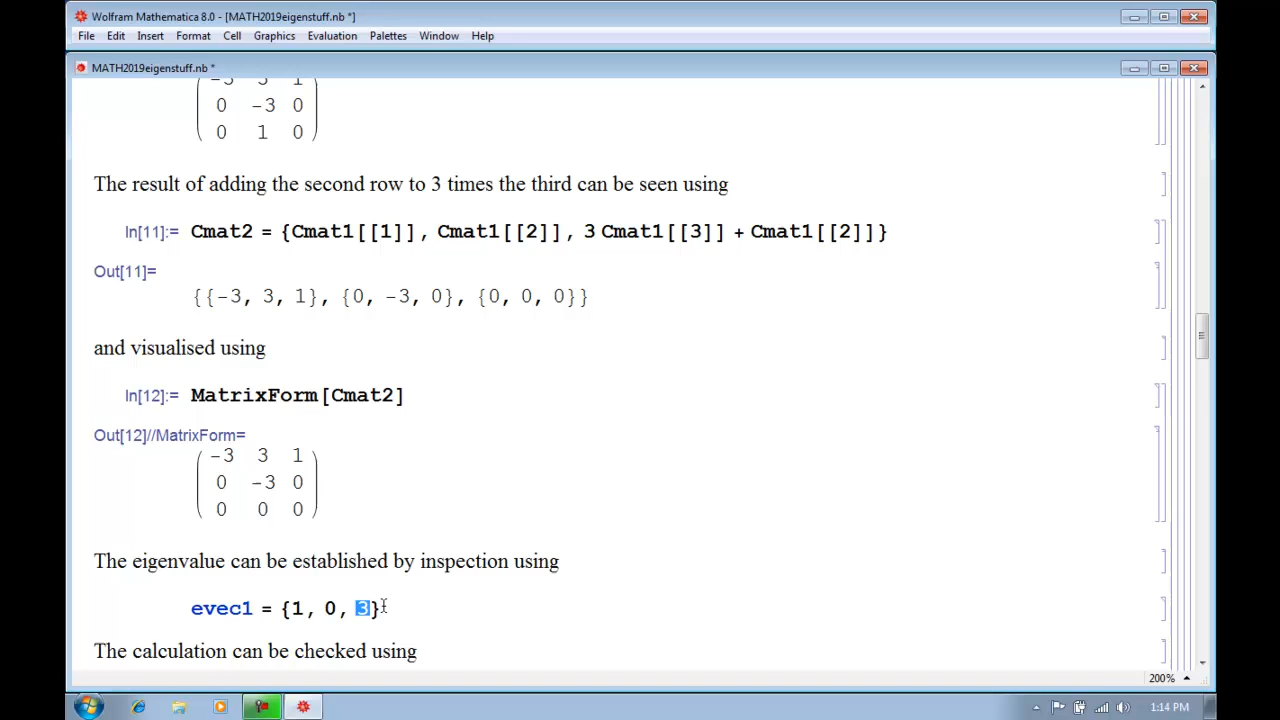 Wolfram Mathematica 8.0 - [MATH2019eigenstuff.nb *]
File Edit Insert Format Cell Graphics Evaluation Palettes Window Help
MATH2019eigenstuff.nb *
-3 3 1
0 -3 0
0 1 0
The result of adding the second row to 3 times the third can be seen using
In[11]:= Cmat2 = {Cmat1[[1]], Cmat1[[2]], 3 Cmat1[[3]] + Cmat1[[2]]}
Out[11]=
{{-3, 3, 1}, {0, -3, 0}, {0, 0, 0}}
and visualised using
In[12]:= MatrixForm[Cmat2]
Out[12]//MatrixForm=
-3 3 1
0 -3 0
0 0 0
The eigenvalue can be established by inspection using
evec1 = {1, 0, 3}
The calculation can be checked using
200%
1:14 PM